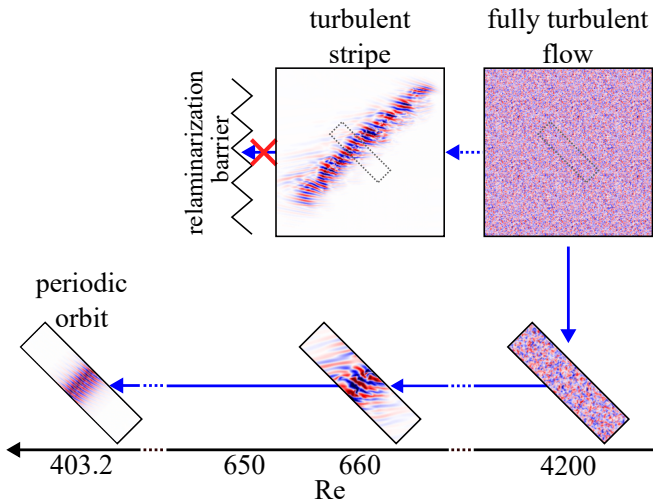 turbulent
stripe
fully turbulent
flow
relaminarization
barrier
periodic
orbit
403.2
650
660
4200
Re